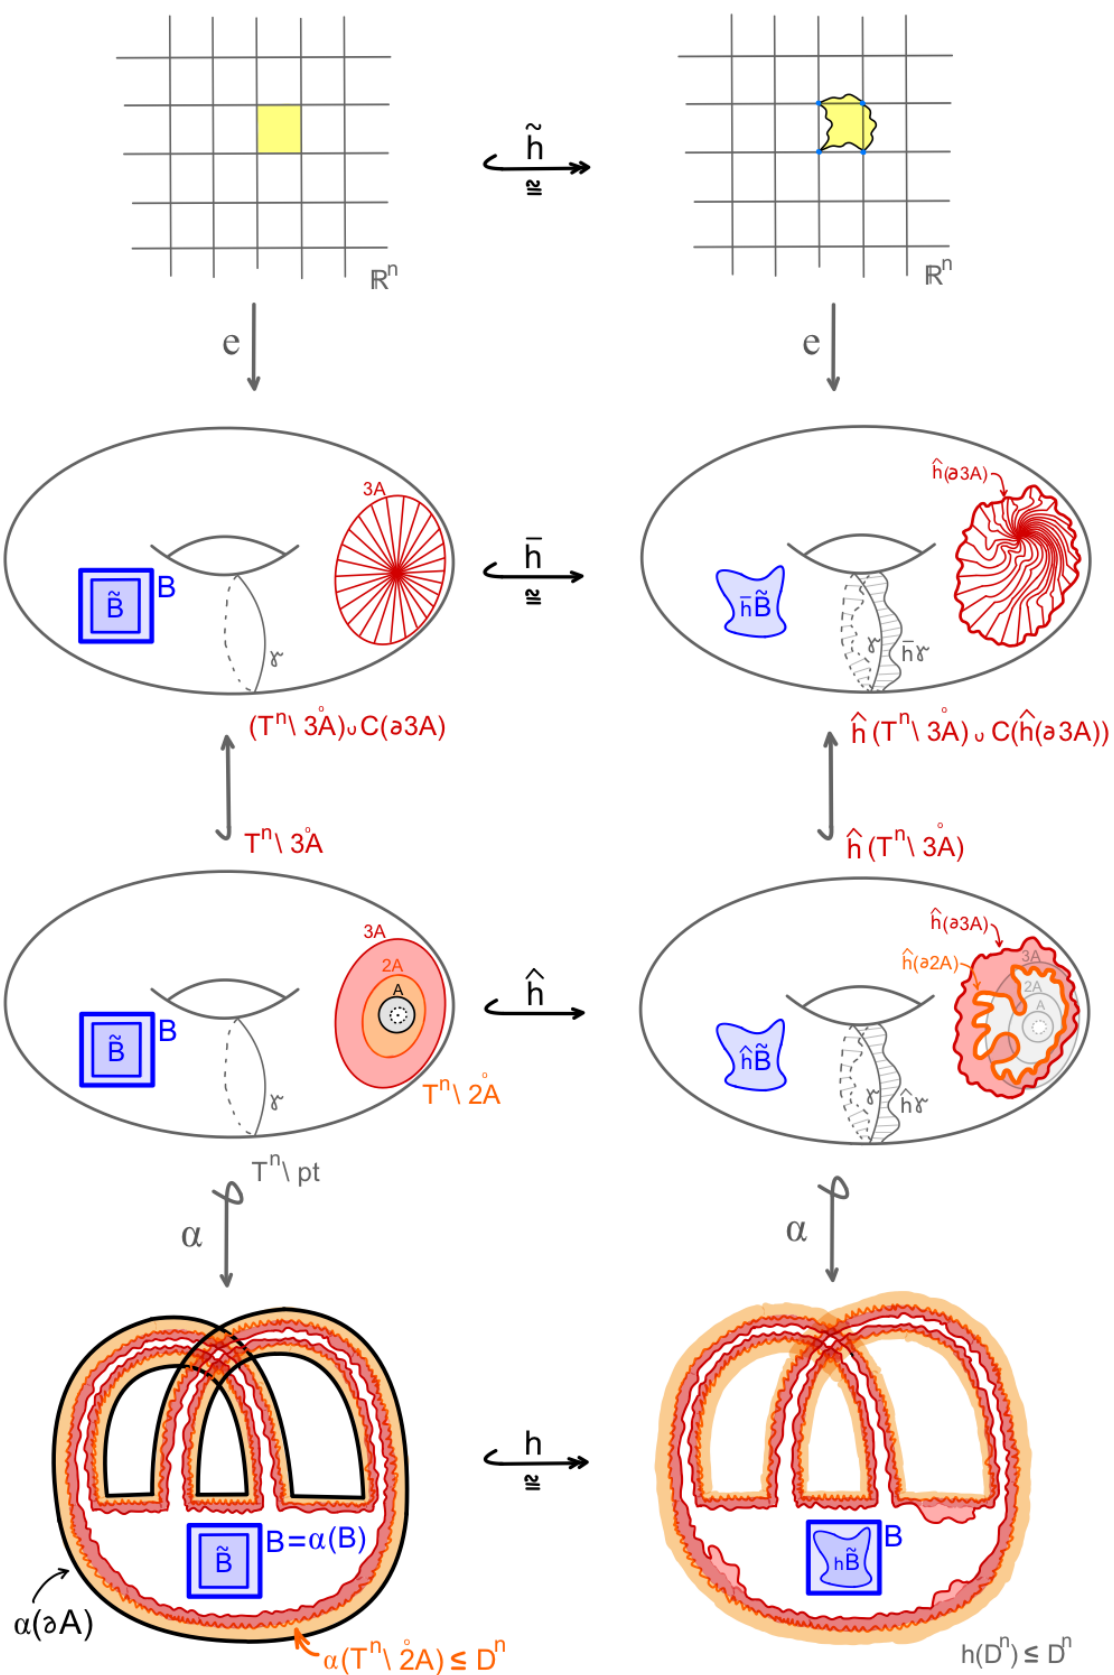 h̃
≅
ℝⁿ
ℝⁿ
e
e
3A
ĥ(∂3A)
h̄
≅
B̃ B
h̄B̃
γ
γ h̄γ
(Tⁿ\ 3Å)∪C(∂3A)
ĥ(Tⁿ\ 3Å) ∪ C(ĥ(∂3A))
Tⁿ\ 3Å
ĥ(Tⁿ\ 3Å)
3A
2A
A
ĥ(∂3A)
ĥ(∂2A)
3A
2A
A
ĥ
B̃ B
ĥB̃
γ
γ ĥγ
Tⁿ\ 2Å
Tⁿ\ pt
α
α
h
≅
B̃ B=α(B)
hB̃ B
α(∂A)
α(Tⁿ\ 2Å) ≤ Dⁿ
h(Dⁿ) ≤ Dⁿ